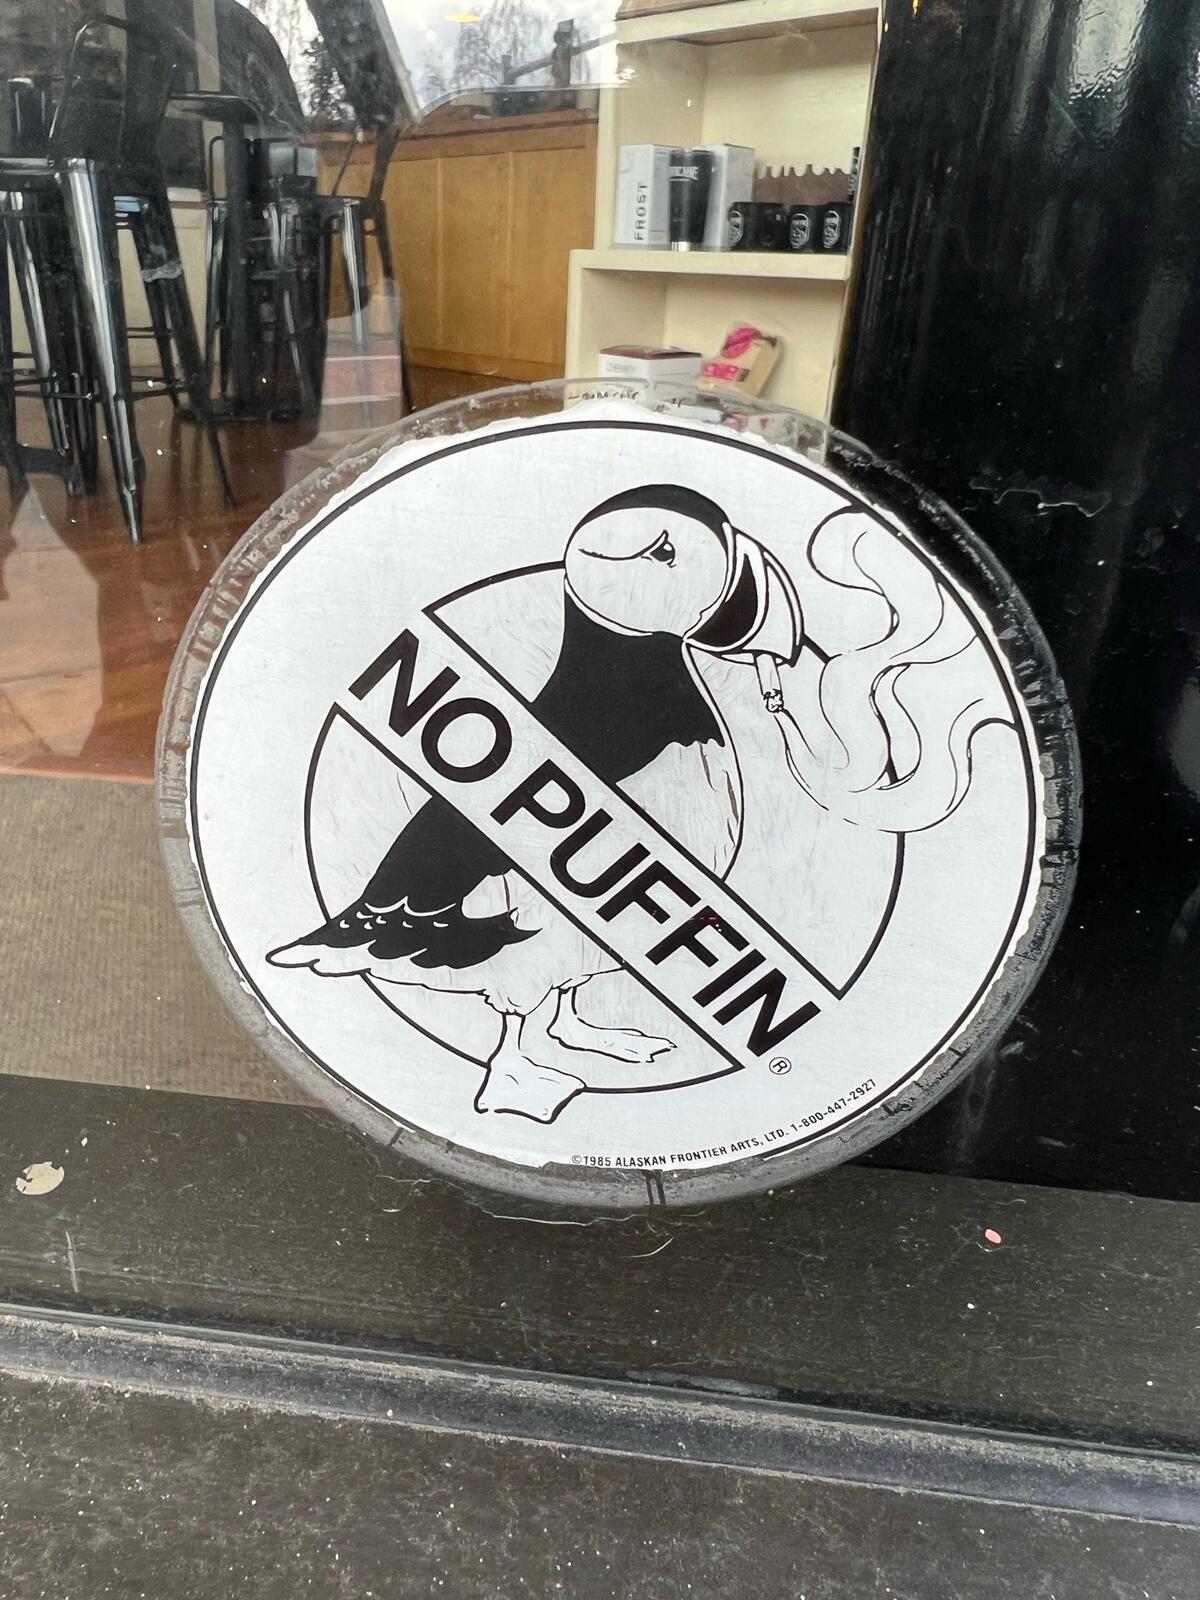 FROST
NO PUFFIN®
©1985 ALASKAN FRONTIER ARTS, LTD. 1-800-447-2927